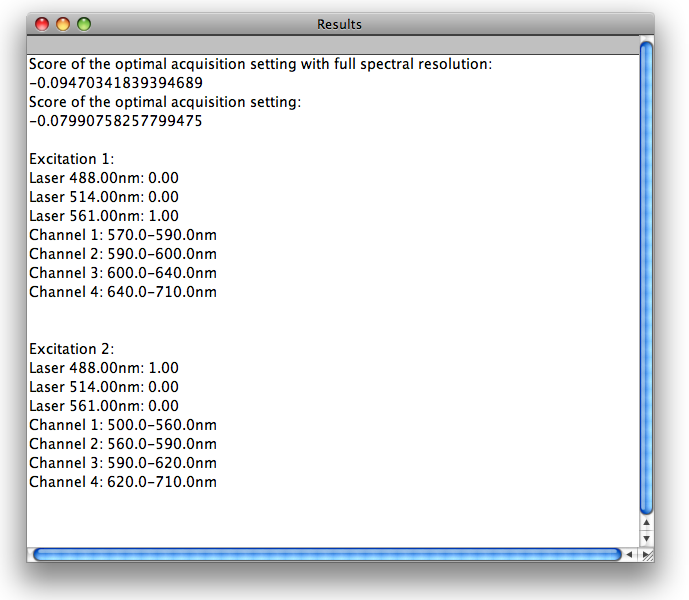 Results
Score of the optimal acquisition setting with full spectral resolution:
-0.09470341839394689
Score of the optimal acquisition setting:
-0.07990758257799475
Excitation 1:
Laser 488.00nm: 0.00
Laser 514.00nm: 0.00
Laser 561.00nm: 1.00
Channel 1: 570.0-590.0nm
Channel 2: 590.0-600.0nm
Channel 3: 600.0-640.0nm
Channel 4: 640.0-710.0nm
Excitation 2:
Laser 488.00nm: 1.00
Laser 514.00nm: 0.00
Laser 561.00nm: 0.00
Channel 1: 500.0-560.0nm
Channel 2: 560.0-590.0nm
Channel 3: 590.0-620.0nm
Channel 4: 620.0-710.0nm